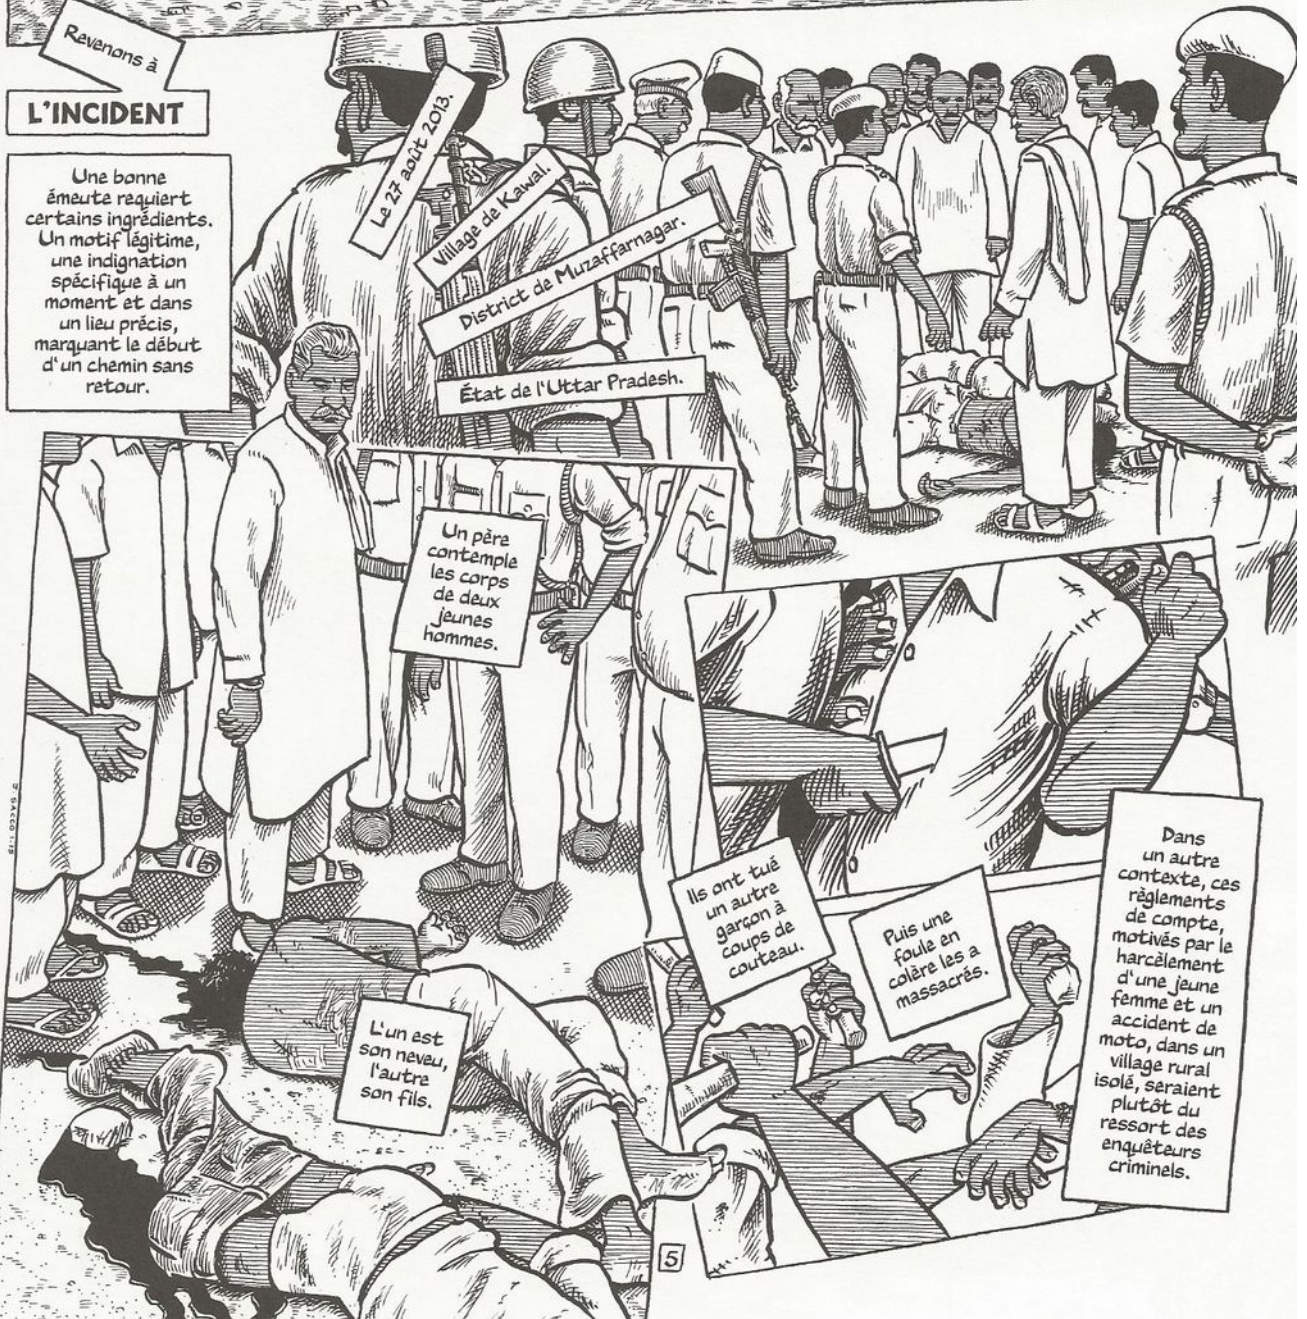 Revenons à
L'INCIDENT
Une bonne
émeute requiert
certains ingrédients.
Un motif légitime,
une indignation
spécifique à un
moment et dans
un lieu précis,
marquant le début
d'un chemin sans
retour.
Le 27 août 2013.
Village de Kawal.
District de Muzaffarnagar.
État de l'Uttar Pradesh.
Un père
contemple
les corps
de deux
jeunes
hommes.
L'un est
son neveu,
l'autre
son fils.
Ils ont tué
un autre
garçon à
coups de
couteau.
Puis une
foule en
colère les a
massacrés.
Dans
un autre
contexte, ces
règlements
de compte,
motivés par le
harcèlement
d'une jeune
femme et un
accident de
moto, dans un
village rural
isolé, seraient
plutôt du
ressort des
enquêteurs
criminels.
J. SACCO 1.15
5